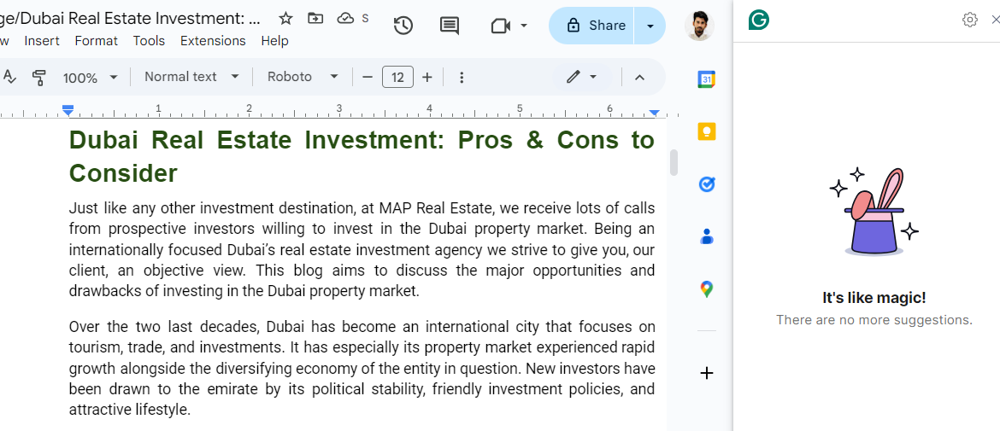 ge/Dubai Real Estate Investment: ... S
w Insert Format Tools Extensions Help
Share
100% Normal text Roboto 12
1 2 3 4 5 6
31
Dubai Real Estate Investment: Pros & Cons to
Consider
Just like any other investment destination, at MAP Real Estate, we receive lots of calls
from prospective investors willing to invest in the Dubai property market. Being an
internationally focused Dubai’s real estate investment agency we strive to give you, our
client, an objective view. This blog aims to discuss the major opportunities and
drawbacks of investing in the Dubai property market.
Over the two last decades, Dubai has become an international city that focuses on
tourism, trade, and investments. It has especially its property market experienced rapid
growth alongside the diversifying economy of the entity in question. New investors have
been drawn to the emirate by its political stability, friendly investment policies, and
attractive lifestyle.
It's like magic!
There are no more suggestions.